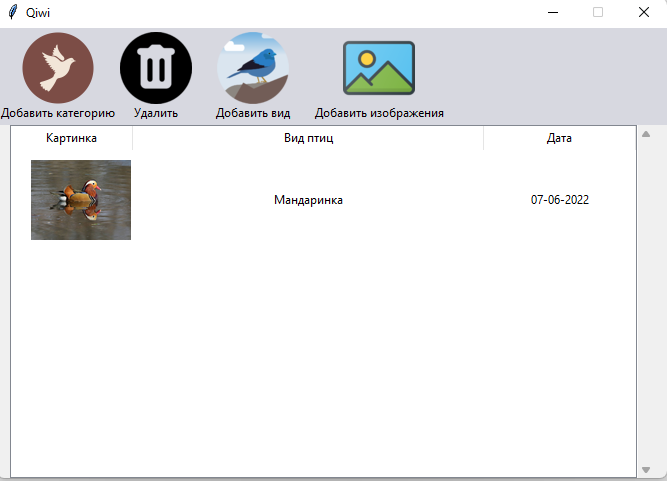 Qiwi
Добавить категорию Удалить Добавить вид Добавить изображения
Картинка Вид птиц Дата
Мандаринка 07-06-2022